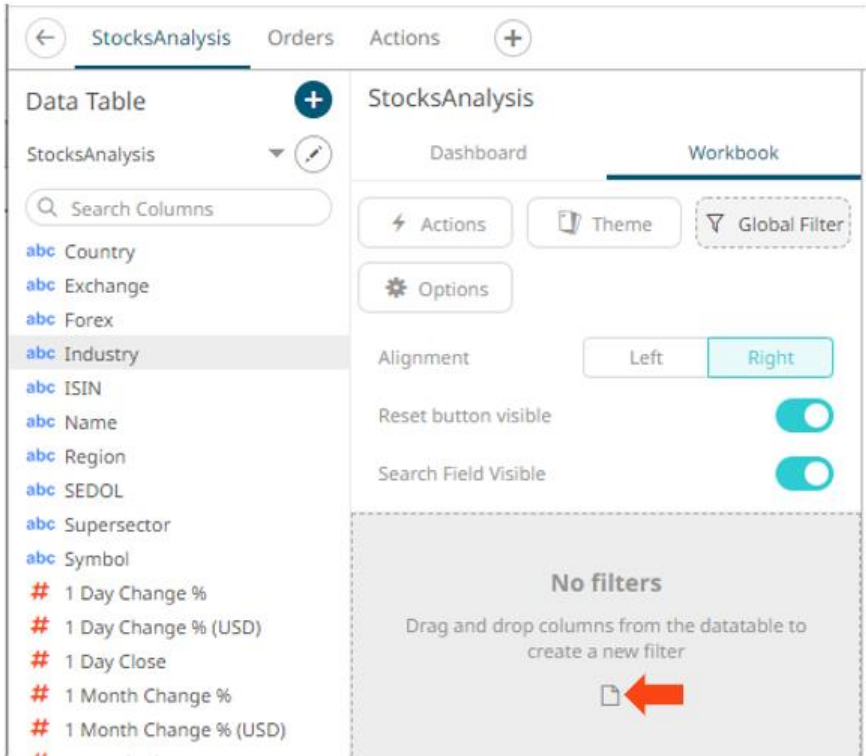 StocksAnalysis Orders Actions
Data Table
StocksAnalysis
Search Columns
abc Country
abc Exchange
abc Forex
abc Industry
abc ISIN
abc Name
abc Region
abc SEDOL
abc Supersector
abc Symbol
# 1 Day Change %
# 1 Day Change % (USD)
# 1 Day Close
# 1 Month Change %
# 1 Month Change % (USD)
StocksAnalysis
Dashboard Workbook
Actions Theme Global Filter
Options
Alignment Left Right
Reset button visible
Search Field Visible
No filters
Drag and drop columns from the datatable to
create a new filter